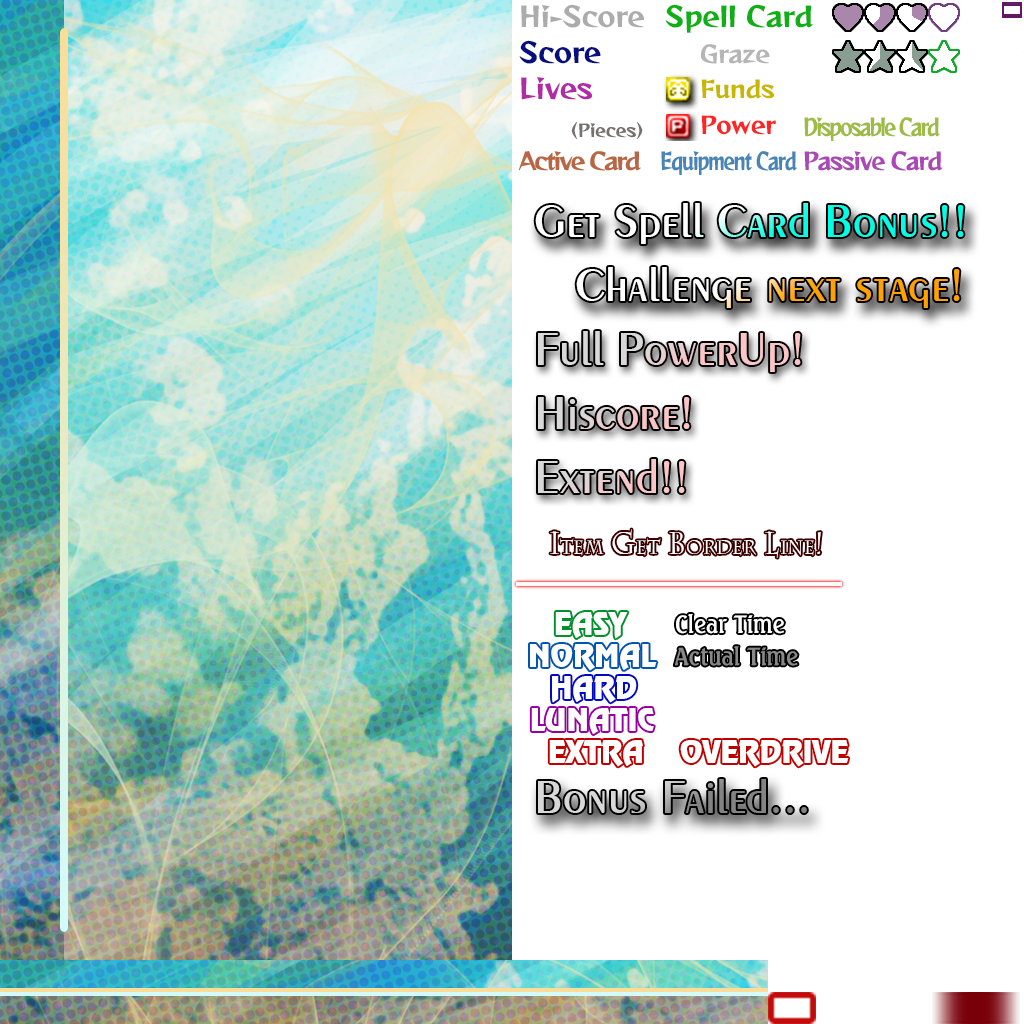 Hi-Score Spell Card
Score Graze
Lives Funds
(Pieces) P Power Disposable Card
Active Card Equipment Card Passive Card
Get Spell Card Bonus!!
Challenge next stage!
Full PowerUp!
Hiscore!
Extend!!
Item Get Border Line!
EASY Clear Time
NORMAL Actual Time
HARD
LUNATIC
EXTRA OVERDRIVE
Bonus Failed...